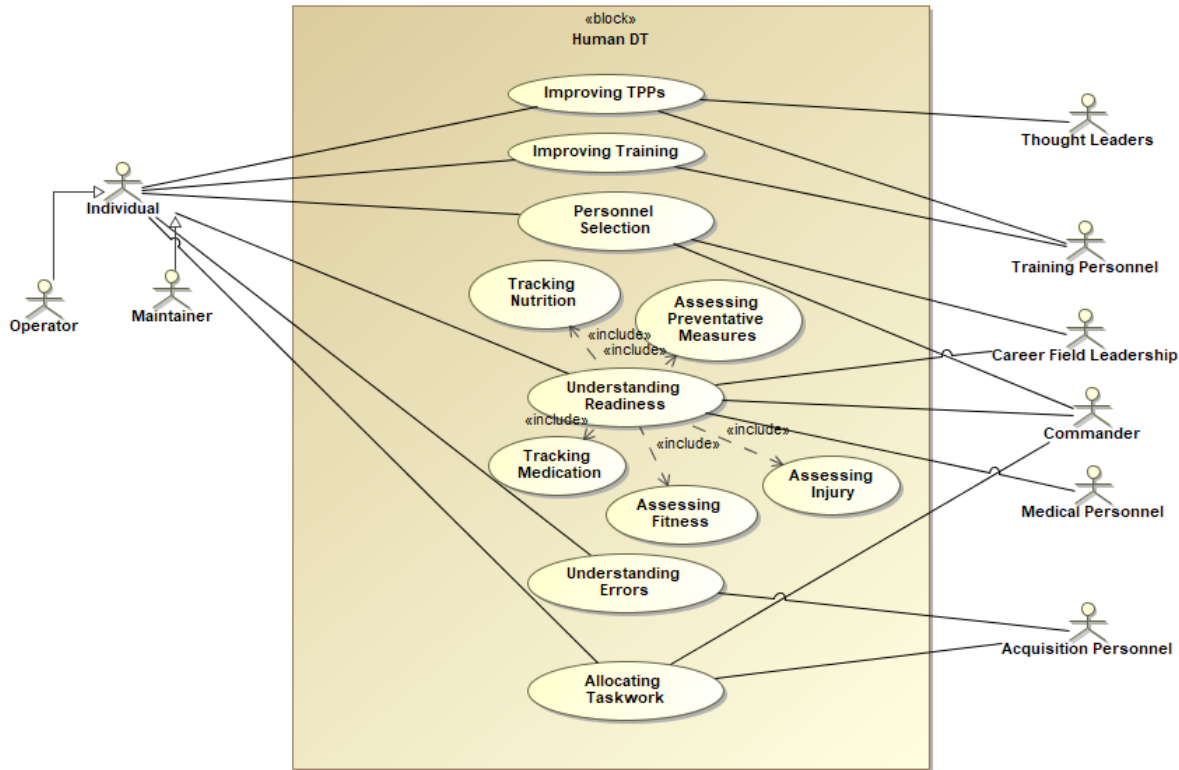 «block»
Human DT
Improving TPPs
Thought Leaders
Improving Training
Individual
Personnel
Selection
Training Personnel
Tracking
Nutrition
Assessing
Preventative
Measures
Operator
Maintainer
«include»
«include»
Career Field Leadership
Understanding
Readiness
Commander
«include»
«include»
«include»
Tracking
Medication
Assessing
Injury
Assessing
Fitness
Medical Personnel
Understanding
Errors
Acquisition Personnel
Allocating
Taskwork